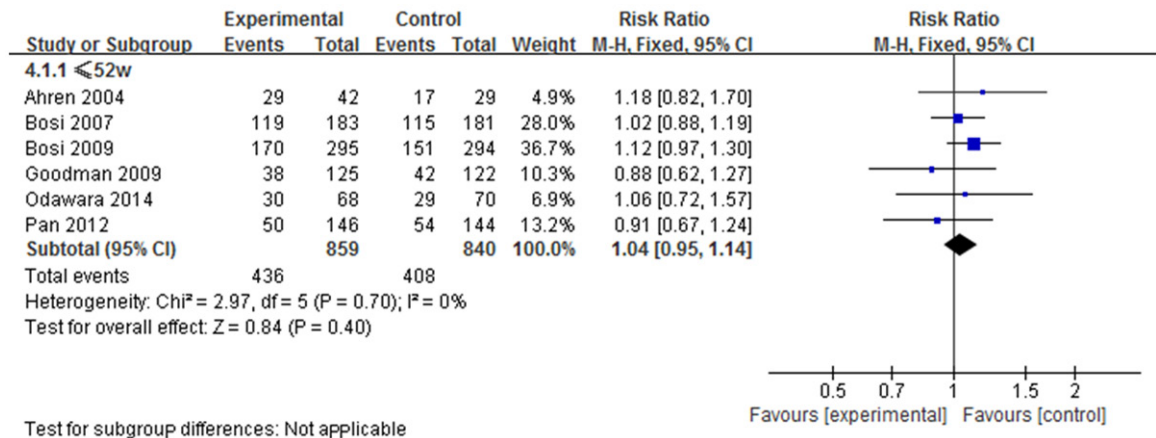 Experimental Control Risk Ratio Risk Ratio
Study or Subgroup Events Total Events Total Weight M-H, Fixed, 95% CI M-H, Fixed, 95% CI
4.1.1 ⩽52w
Ahren 2004 29 42 17 29 4.9% 1.18 [0.82, 1.70]
Bosi 2007 119 183 115 181 28.0% 1.02 [0.88, 1.19]
Bosi 2009 170 295 151 294 36.7% 1.12 [0.97, 1.30]
Goodman 2009 38 125 42 122 10.3% 0.88 [0.62, 1.27]
Odawara 2014 30 68 29 70 6.9% 1.06 [0.72, 1.57]
Pan 2012 50 146 54 144 13.2% 0.91 [0.67, 1.24]
Subtotal (95% CI) 859 840 100.0% 1.04 [0.95, 1.14]
Total events 436 408
Heterogeneity: Chi² = 2.97, df = 5 (P = 0.70); I² = 0%
Test for overall effect: Z = 0.84 (P = 0.40)
0.5 0.7 1 1.5 2
Favours [experimental] Favours [control]
Test for subgroup differences: Not applicable